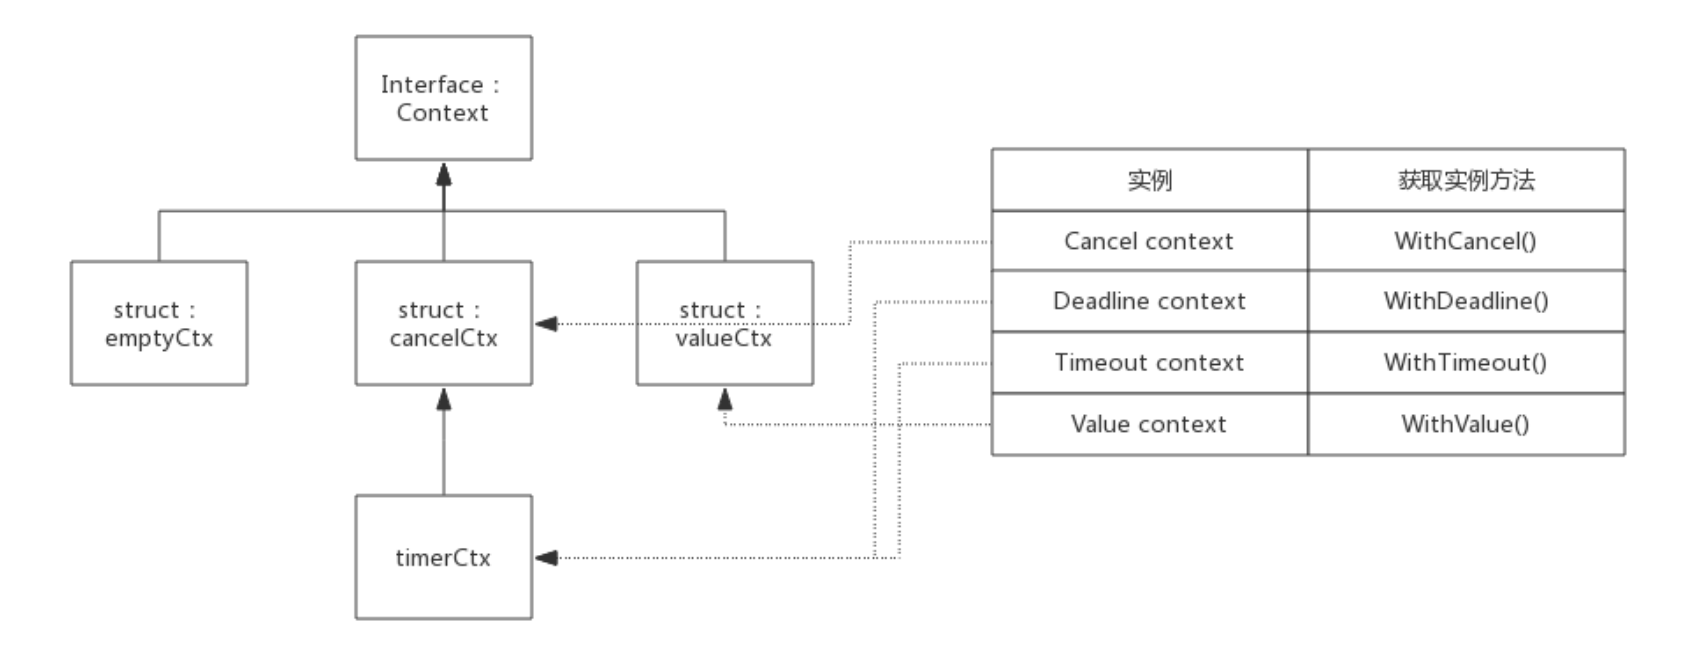 Interface：
Context
struct：
emptyCtx
struct：
cancelCtx
struct：
valueCtx
timerCtx
实例 获取实例方法
Cancel context WithCancel()
Deadline context WithDeadline()
Timeout context WithTimeout()
Value context WithValue()